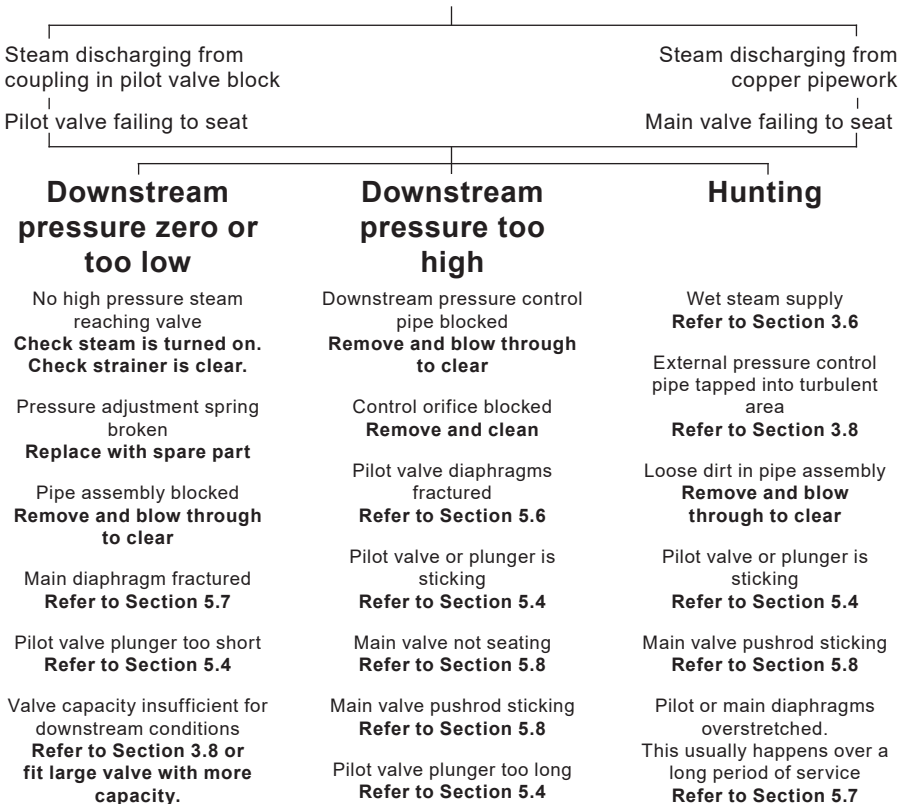 Steam discharging from
coupling in pilot valve block
Pilot valve failing to seat
Steam discharging from
copper pipework
Main valve failing to seat
Downstream
pressure zero or
too low
No high pressure steam
reaching valve
Check steam is turned on.
Check strainer is clear.
Pressure adjustment spring
broken
Replace with spare part
Pipe assembly blocked
Remove and blow through
to clear
Main diaphragm fractured
Refer to Section 5.7
Pilot valve plunger too short
Refer to Section 5.4
Valve capacity insufficient for
downstream conditions
Refer to Section 3.8 or
fit large valve with more
capacity.
Downstream
pressure too
high
Downstream pressure control
pipe blocked
Remove and blow through
to clear
Control orifice blocked
Remove and clean
Pilot valve diaphragms
fractured
Refer to Section 5.6
Pilot valve or plunger is
sticking
Refer to Section 5.4
Main valve not seating
Refer to Section 5.8
Main valve pushrod sticking
Refer to Section 5.8
Pilot valve plunger too long
Refer to Section 5.4
Hunting
Wet steam supply
Refer to Section 3.6
External pressure control
pipe tapped into turbulent
area
Refer to Section 3.8
Loose dirt in pipe assembly
Remove and blow
through to clear
Pilot valve or plunger is
sticking
Refer to Section 5.4
Main valve pushrod sticking
Refer to Section 5.8
Pilot or main diaphragms
overstretched.
This usually happens over a
long period of service
Refer to Section 5.7